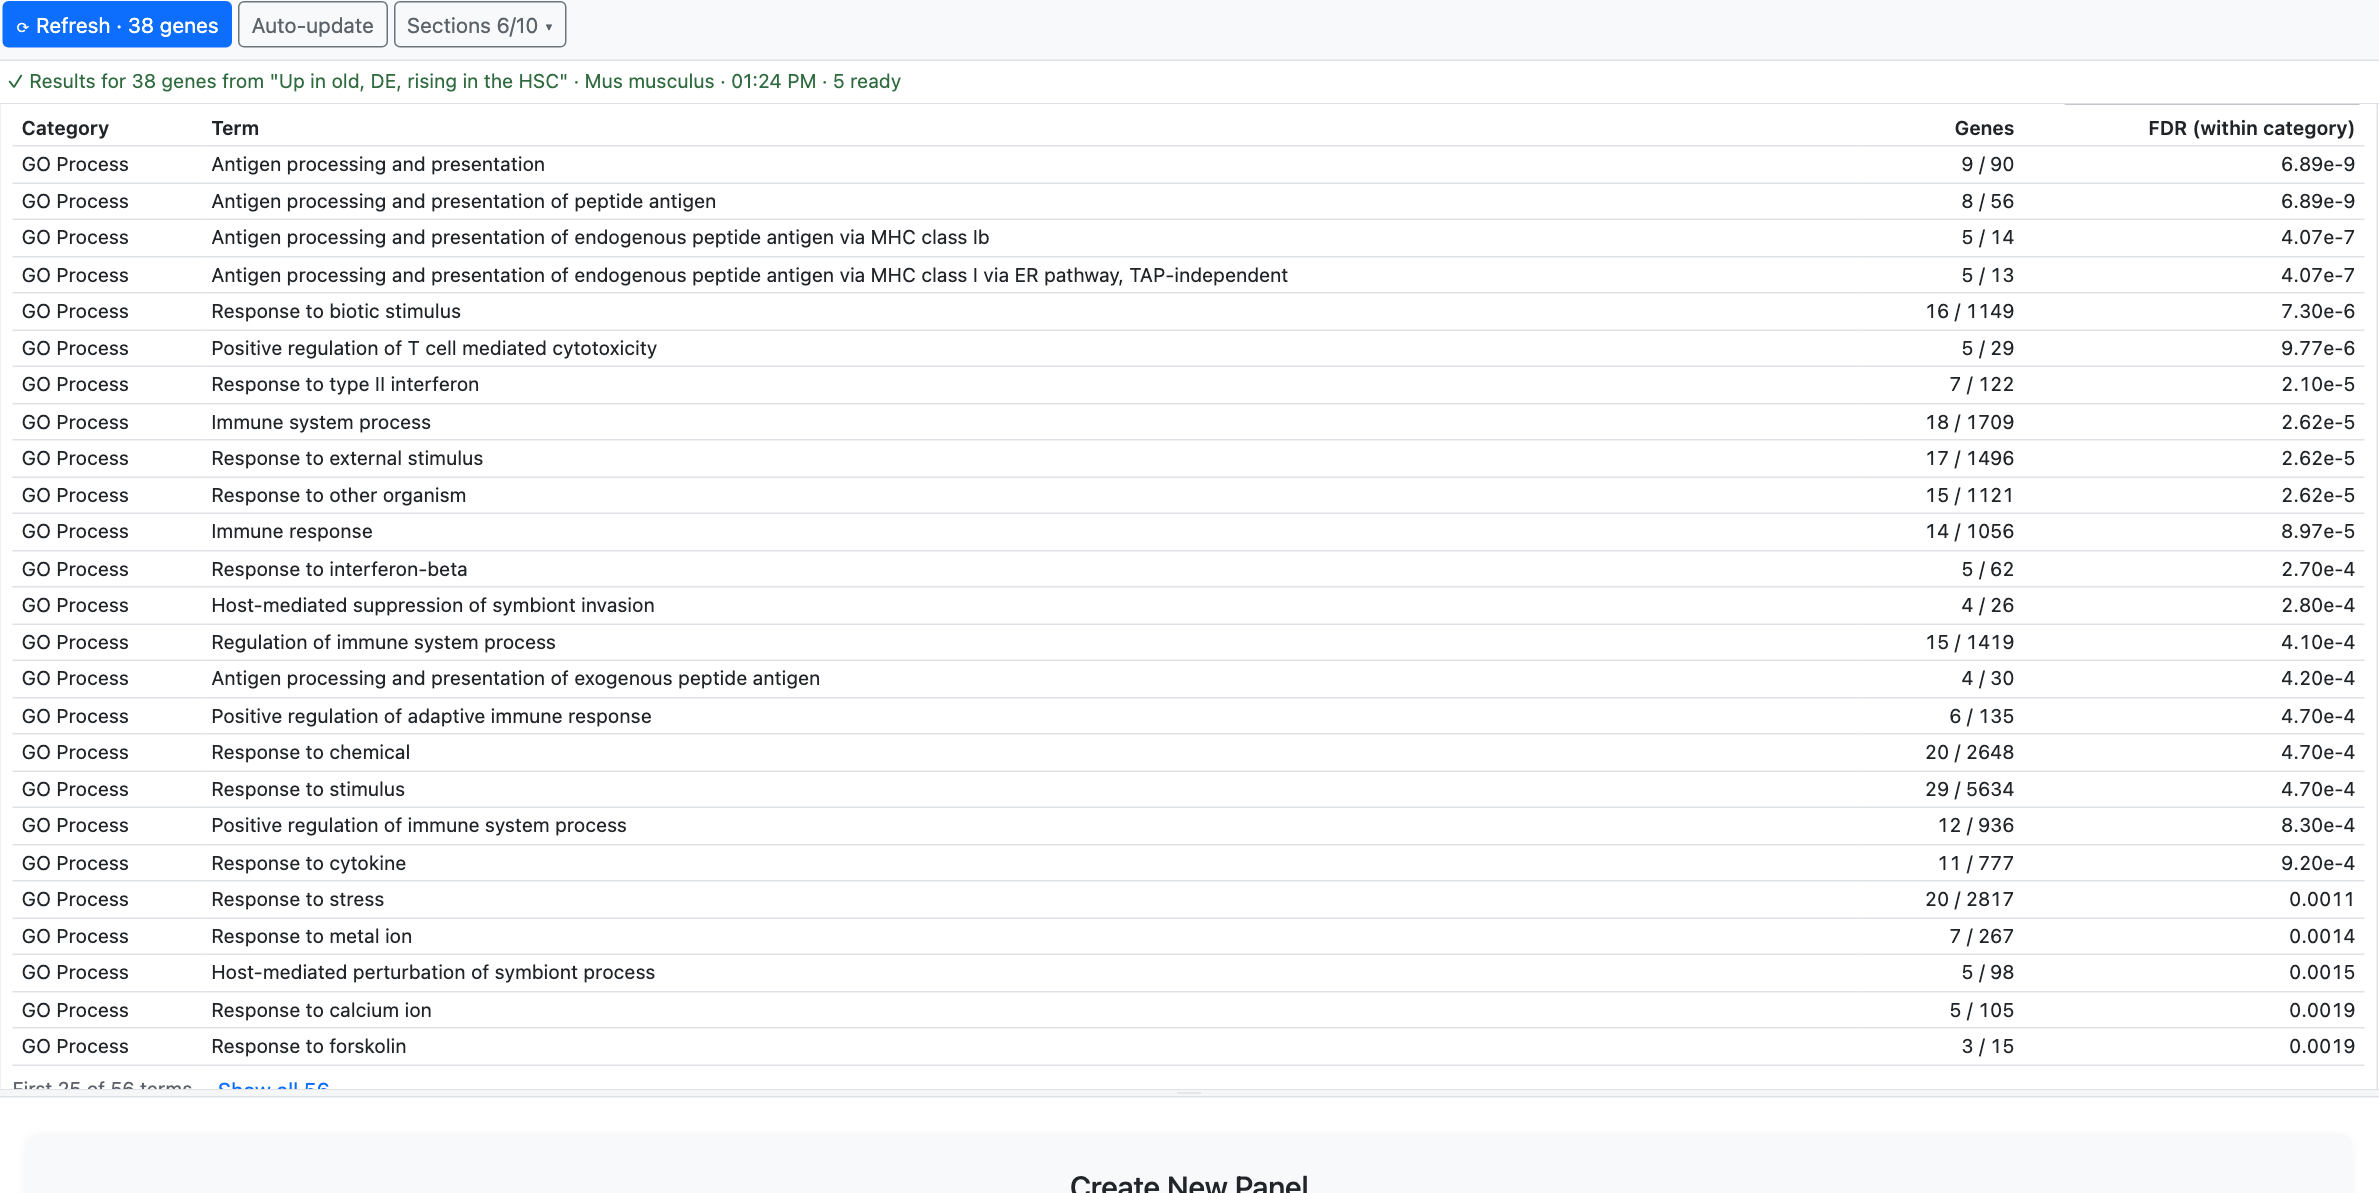 ⟳ Refresh · 38 genes Auto-update Sections 6/10 ▾
✓ Results for 38 genes from "Up in old, DE, rising in the HSC" · Mus musculus · 01:24 PM · 5 ready
Category Term Genes FDR (within category)
GO Process Antigen processing and presentation 9 / 90 6.89e-9
GO Process Antigen processing and presentation of peptide antigen 8 / 56 6.89e-9
GO Process Antigen processing and presentation of endogenous peptide antigen via MHC class Ib 5 / 14 4.07e-7
GO Process Antigen processing and presentation of endogenous peptide antigen via MHC class I via ER pathway, TAP-independent 5 / 13 4.07e-7
GO Process Response to biotic stimulus 16 / 1149 7.30e-6
GO Process Positive regulation of T cell mediated cytotoxicity 5 / 29 9.77e-6
GO Process Response to type II interferon 7 / 122 2.10e-5
GO Process Immune system process 18 / 1709 2.62e-5
GO Process Response to external stimulus 17 / 1496 2.62e-5
GO Process Response to other organism 15 / 1121 2.62e-5
GO Process Immune response 14 / 1056 8.97e-5
GO Process Response to interferon-beta 5 / 62 2.70e-4
GO Process Host-mediated suppression of symbiont invasion 4 / 26 2.80e-4
GO Process Regulation of immune system process 15 / 1419 4.10e-4
GO Process Antigen processing and presentation of exogenous peptide antigen 4 / 30 4.20e-4
GO Process Positive regulation of adaptive immune response 6 / 135 4.70e-4
GO Process Response to chemical 20 / 2648 4.70e-4
GO Process Response to stimulus 29 / 5634 4.70e-4
GO Process Positive regulation of immune system process 12 / 936 8.30e-4
GO Process Response to cytokine 11 / 777 9.20e-4
GO Process Response to stress 20 / 2817 0.0011
GO Process Response to metal ion 7 / 267 0.0014
GO Process Host-mediated perturbation of symbiont process 5 / 98 0.0015
GO Process Response to calcium ion 5 / 105 0.0019
GO Process Response to forskolin 3 / 15 0.0019
First 25 of 56 terms Show all 56
Create New Panel